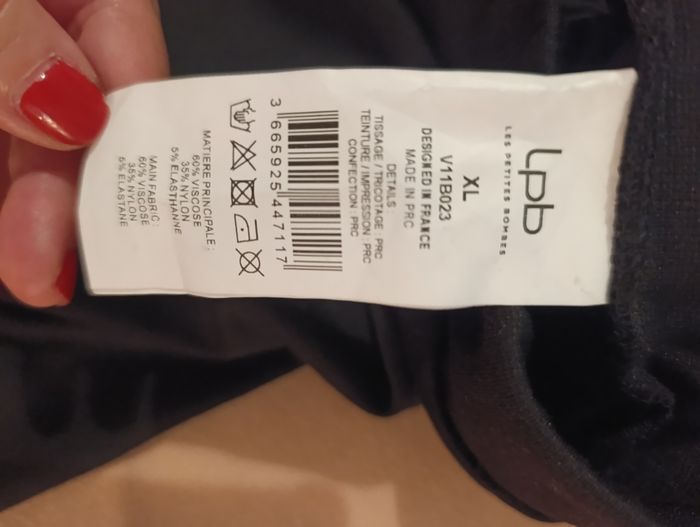 Lpb
LES PETITES BOMBES
XL
V11B023
DESIGNED IN FRANCE
MADE IN PRC
DETAILS
TISSAGE / TRICOTAGE : PRC
TEINTURE / IMPRESSION : PRC
CONFECTION : PRC
3 665925 447117
MATIERE PRINCIPALE :
60% VISCOSE
35% NYLON
5% ELASTHANNE
MAIN FABRIC :
60% VISCOSE
35% NYLON
5% ELASTANE